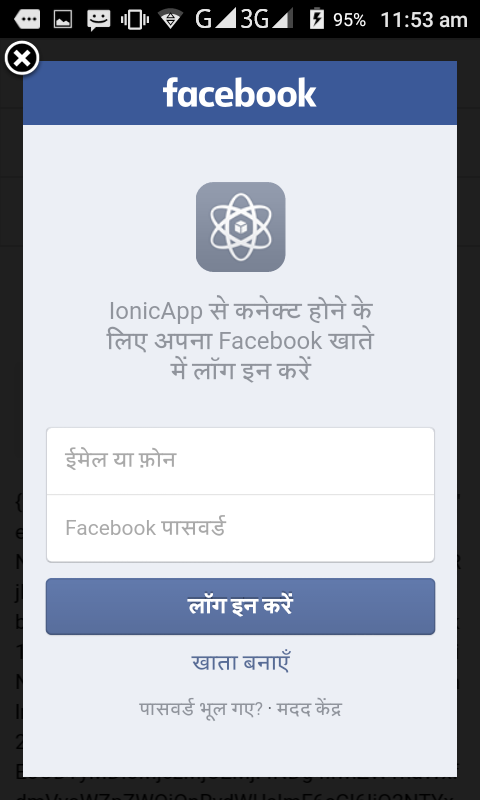 G 3G 95% 11:53 am
facebook
IonicApp से कनेक्ट होने के
लिए अपना Facebook खाते
में लॉग इन करें
ईमेल या फ़ोन
Facebook पासवर्ड
लॉग इन करें
खाता बनाएँ
पासवर्ड भूल गए? · मदद केंद्र